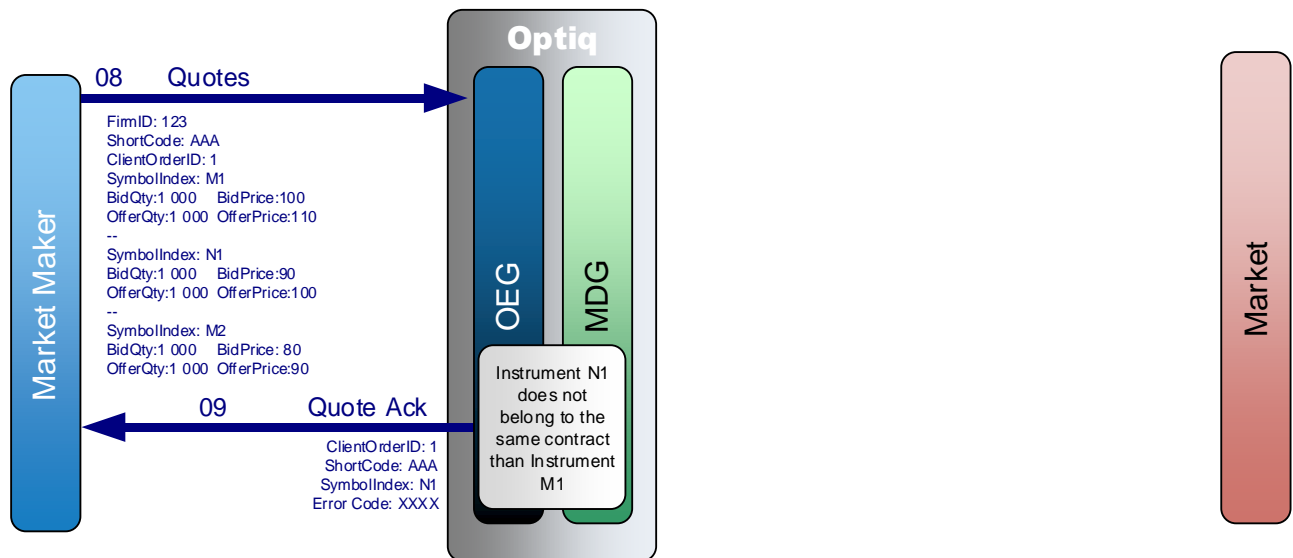 Optiq
08 Quotes
FirmID: 123
ShortCode: AAA
ClientOrderID: 1
SymbolIndex: M1
BidQty:1 000 BidPrice:100
OfferQty:1 000 OfferPrice:110
--
SymbolIndex: N1
BidQty:1 000 BidPrice:90
OfferQty:1 000 OfferPrice:100
--
SymbolIndex: M2
BidQty:1 000 BidPrice: 80
OfferQty:1 000 OfferPrice:90
Market Maker
OEG
MDG
Market
Instrument N1
does not
belong to the
same contract
than Instrument
M1
09 Quote Ack
ClientOrderID: 1
ShortCode: AAA
SymbolIndex: N1
Error Code: XXXX